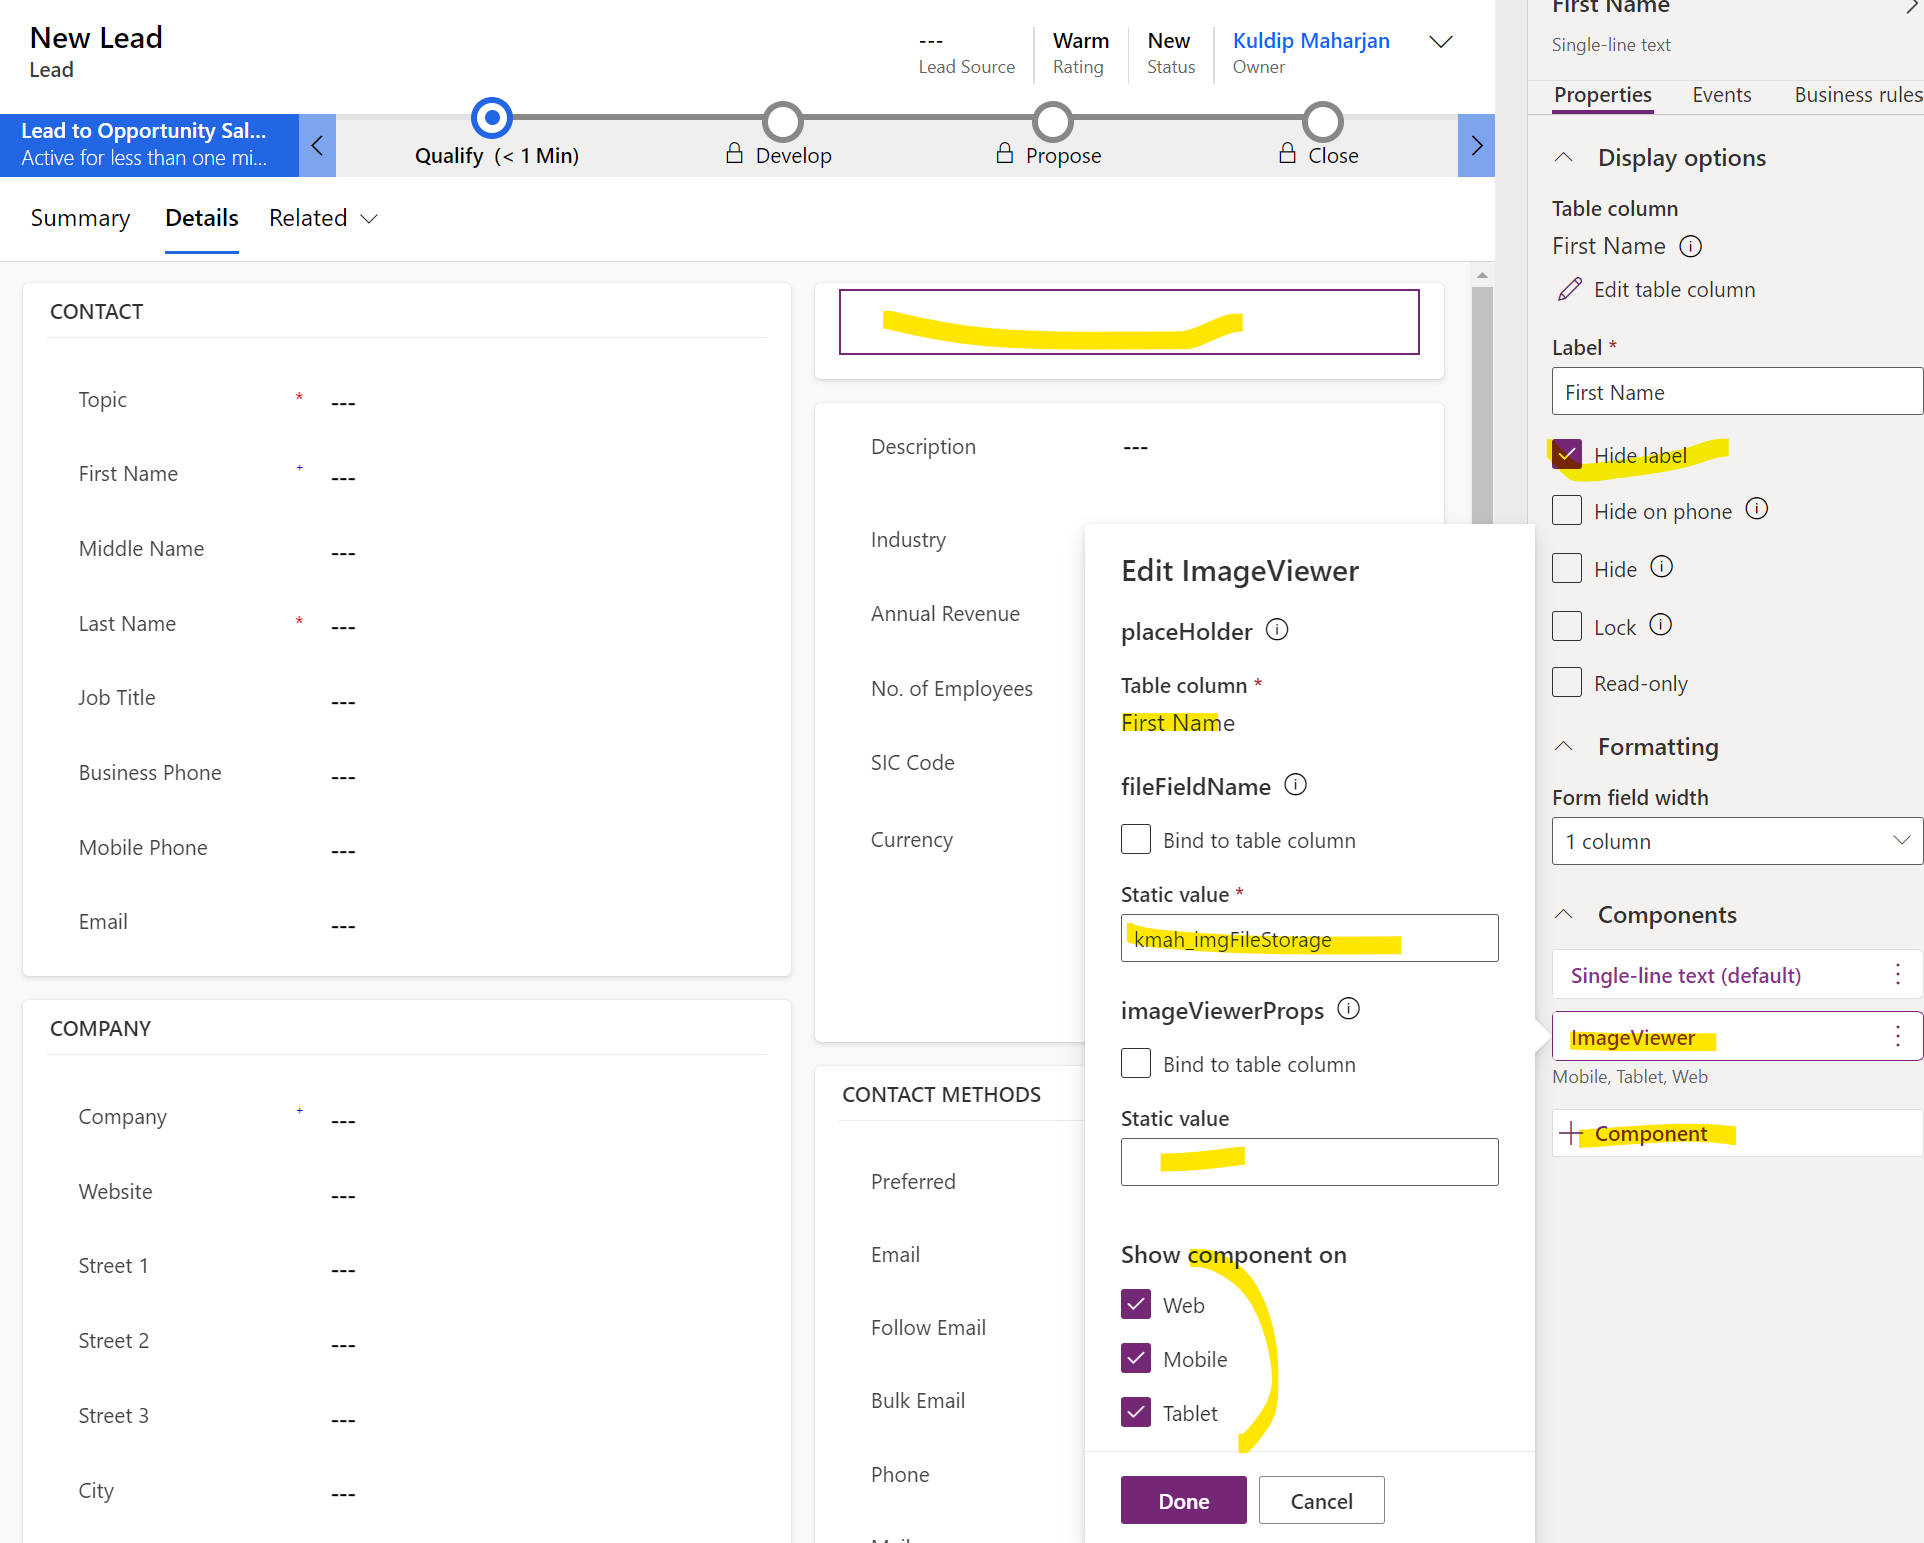 New Lead
Lead
---
Lead Source
Warm
Rating
New
Status
Kuldip Maharjan
Owner
Lead to Opportunity Sal...
Active for less than one mi...
Qualify (< 1 Min)
Develop
Propose
Close
Summary
Details
Related
CONTACT
Topic * ---
First Name + ---
Middle Name ---
Last Name * ---
Job Title ---
Business Phone ---
Mobile Phone ---
Email ---
COMPANY
Company + ---
Website ---
Street 1 ---
Street 2 ---
Street 3 ---
City ---
Description ---
Industry
Annual Revenue
No. of Employees
SIC Code
Currency
CONTACT METHODS
Preferred
Email
Follow Email
Bulk Email
Phone
Edit ImageViewer
placeHolder
Table column *
First Name
fileFieldName
Bind to table column
Static value *
kmah_imgFileStorage
imageViewerProps
Bind to table column
Static value
Show component on
Web
Mobile
Tablet
Done
Cancel
First Name
Single-line text
Properties
Events
Business rules
Display options
Table column
First Name
Edit table column
Label *
First Name
Hide label
Hide on phone
Hide
Lock
Read-only
Formatting
Form field width
1 column
Components
Single-line text (default)
ImageViewer
Mobile, Tablet, Web
Component